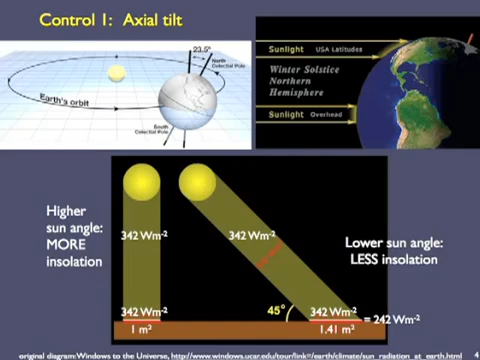 Control 1: Axial tilt
23.5°
North
Celestial Pole
Earth's orbit
South
Celestial Pole
Sunlight USA Latitudes
Winter Solstice
Northern
Hemisphere
Sunlight Overhead
Higher
sun angle:
MORE
insolation
342 Wm-2
342 Wm-2
Lower sun angle:
LESS insolation
342 Wm-2
1 m2
45°
342 Wm-2
1.41 m2
= 242 Wm-2
original diagram: Windows to the Universe, http://www.windows.ucar.edu/tour/link=/earth/climate/sun_radiation_at_earth.html
4